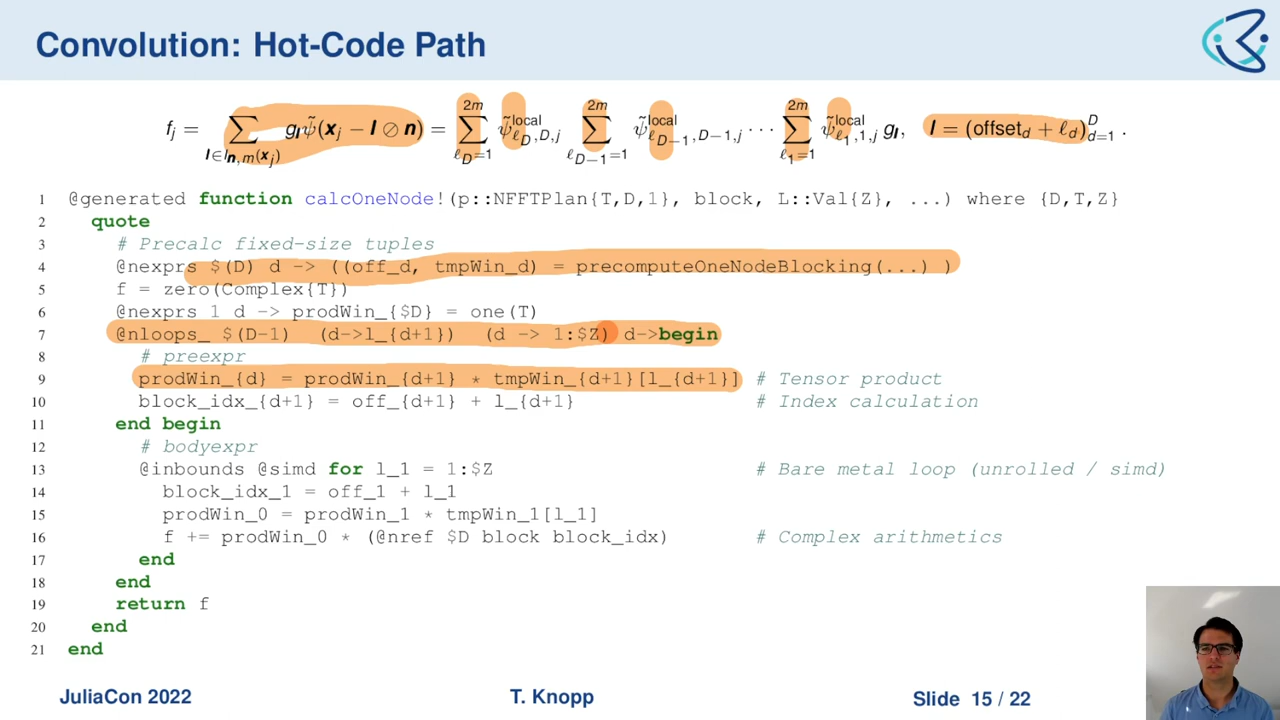 Convolution: Hot-Code Path
f_j = ∑_{l∈I_{n,m}(x_j)} g_l ψ̃(x_j − l ⊘ n) = ∑_{ℓ_D=1}^{2m} ψ̃^{local}_{ℓ_D,D,j} ∑_{ℓ_{D−1}=1}^{2m} ψ̃^{local}_{ℓ_{D−1},D−1,j} ··· ∑_{ℓ_1=1}^{2m} ψ̃^{local}_{ℓ_1,1,j} g_l, l = (offset_d + ℓ_d)_{d=1}^{D} .
1 @generated function calcOneNode!(p::NFFTPlan{T,D,1}, block, L::Val{Z}, ...) where {D,T,Z}
2 quote
3 # Precalc fixed-size tuples
4 @nexprs $(D) d -> ((off_d, tmpWin_d) = precomputeOneNodeBlocking(...) )
5 f = zero(Complex{T})
6 @nexprs 1 d -> prodWin_{$D} = one(T)
7 @nloops_ $(D-1) (d->l_{d+1}) (d -> 1:$Z) d->begin
8 # preexpr
9 prodWin_{d} = prodWin_{d+1} * tmpWin_{d+1}[l_{d+1}] # Tensor product
10 block_idx_{d+1} = off_{d+1} + l_{d+1} # Index calculation
11 end begin
12 # bodyexpr
13 @inbounds @simd for l_1 = 1:$Z # Bare metal loop (unrolled / simd)
14 block_idx_1 = off_1 + l_1
15 prodWin_0 = prodWin_1 * tmpWin_1[l_1]
16 f += prodWin_0 * (@nref $D block block_idx) # Complex arithmetics
17 end
18 end
19 return f
20 end
21 end
JuliaCon 2022 T. Knopp Slide 15 / 22